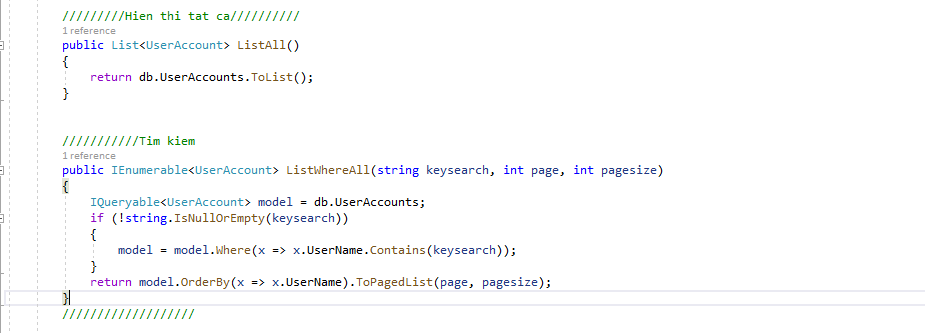 /////////Hien thi tat ca//////////
1 reference
public List<UserAccount> ListAll()
{
return db.UserAccounts.ToList();
}
///////////Tim kiem
1 reference
public IEnumerable<UserAccount> ListWhereAll(string keysearch, int page, int pagesize)
{
IQueryable<UserAccount> model = db.UserAccounts;
if (!string.IsNullOrEmpty(keysearch))
{
model = model.Where(x => x.UserName.Contains(keysearch));
}
return model.OrderBy(x => x.UserName).ToPagedList(page, pagesize);
}
///////////////////